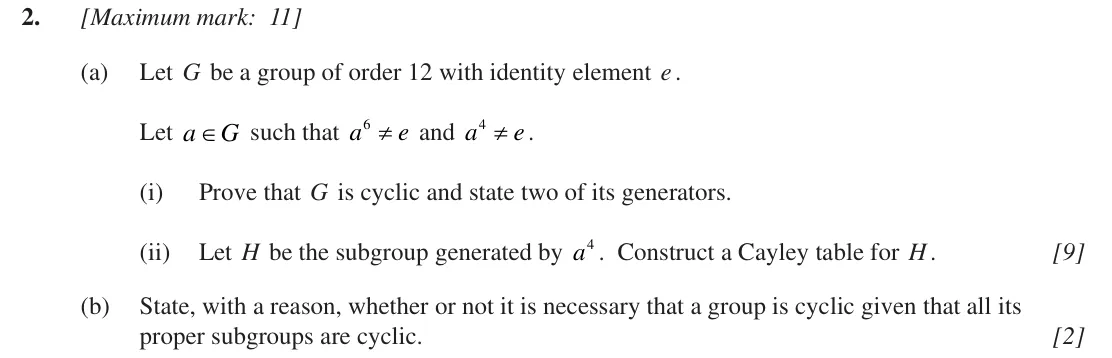 2. [Maximum mark: 11]
(a) Let G be a group of order 12 with identity element e.
Let a ∈ G such that a⁶ ≠ e and a⁴ ≠ e.
(i) Prove that G is cyclic and state two of its generators.
(ii) Let H be the subgroup generated by a⁴. Construct a Cayley table for H. [9]
(b) State, with a reason, whether or not it is necessary that a group is cyclic given that all its
proper subgroups are cyclic. [2]